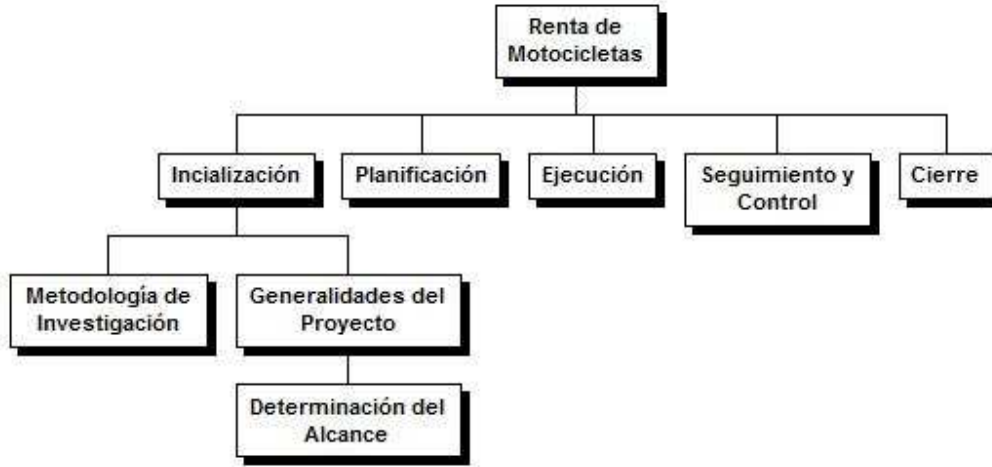 Renta de
Motocicletas
Incialización
Planificación
Ejecución
Seguimiento y
Control
Cierre
Metodología de
Investigación
Generalidades del
Proyecto
Determinación del
Alcance